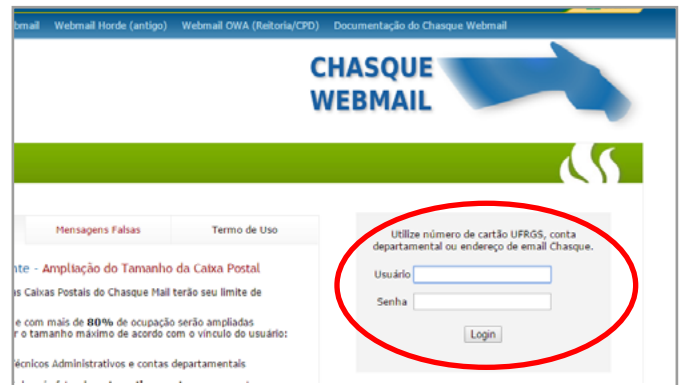 bmail Webmail Horde (antigo) Webmail OWA (Reitoria/CPD) Documentação do Chasque Webmail
CHASQUE
WEBMAIL
Mensagens Falsas Termo de Uso
nte - Ampliação do Tamanho da Caixa Postal
as Caixas Postais do Chasque Mail terão seu limite de
e com mais de 80% de ocupação serão ampliadas
r o tamanho máximo de acordo com o vínculo do usuário:
écnicos Administrativos e contas departamentais
Utilize número de cartão UFRGS, conta
departamental ou endereço de email Chasque.
Usuário
Senha
Login